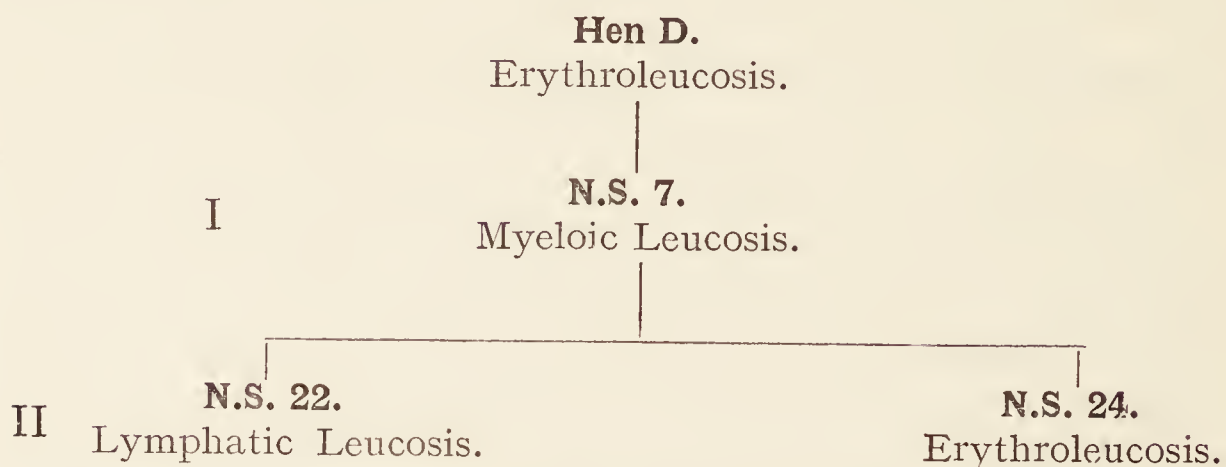 Hen D.
Erythroleucosis.
N.S. 7.
I
Myeloic Leucosis.
N.S. 22.
N.S. 24.
II
Lymphatic Leucosis.
Erythroleucosis.